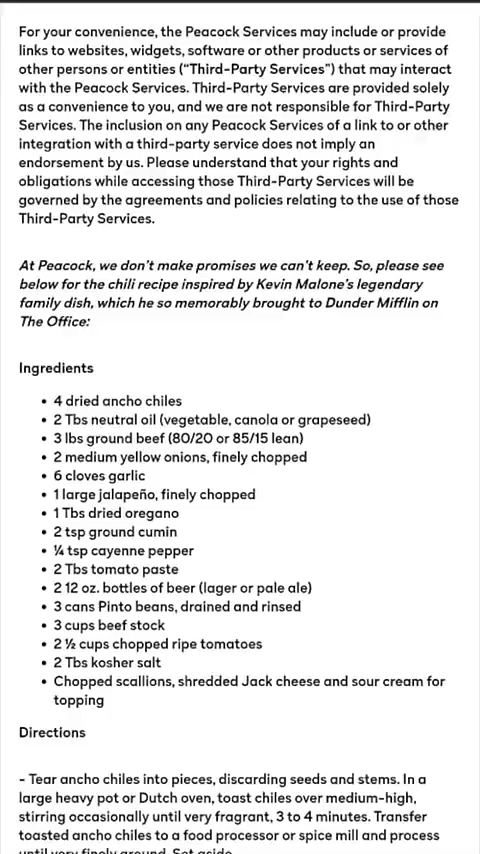 For your convenience, the Peacock Services may include or provide
links to websites, widgets, software or other products or services of
other persons or entities (“Third-Party Services”) that may interact
with the Peacock Services. Third-Party Services are provided solely
as a convenience to you, and we are not responsible for Third-Party
Services. The inclusion on any Peacock Services of a link to or other
integration with a third-party service does not imply an
endorsement by us. Please understand that your rights and
obligations while accessing those Third-Party Services will be
governed by the agreements and policies relating to the use of those
Third-Party Services.
At Peacock, we don’t make promises we can’t keep. So, please see
below for the chili recipe inspired by Kevin Malone’s legendary
family dish, which he so memorably brought to Dunder Mifflin on
The Office:
Ingredients
• 4 dried ancho chiles
• 2 Tbs neutral oil (vegetable, canola or grapeseed)
• 3 lbs ground beef (80/20 or 85/15 lean)
• 2 medium yellow onions, finely chopped
• 6 cloves garlic
• 1 large jalapeño, finely chopped
• 1 Tbs dried oregano
• 2 tsp ground cumin
• ¼ tsp cayenne pepper
• 2 Tbs tomato paste
• 2 12 oz. bottles of beer (lager or pale ale)
• 3 cans Pinto beans, drained and rinsed
• 3 cups beef stock
• 2 ½ cups chopped ripe tomatoes
• 2 Tbs kosher salt
• Chopped scallions, shredded Jack cheese and sour cream for
topping
Directions
- Tear ancho chiles into pieces, discarding seeds and stems. In a
large heavy pot or Dutch oven, toast chiles over medium-high,
stirring occasionally until very fragrant, 3 to 4 minutes. Transfer
toasted ancho chiles to a food processor or spice mill and process
until very finely ground. Set aside.